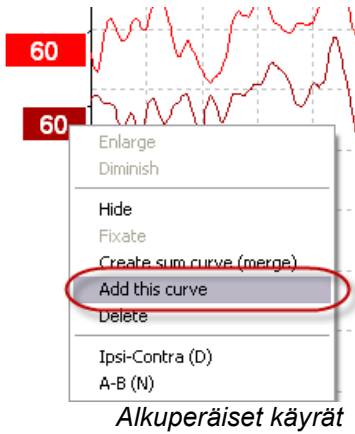 60
60
Enlarge
Diminish
Hide
Fixate
Create sum curve (merge)
Add this curve
Delete
Ipsi-Contra (D)
A-B (N)
Alkuperäiset käyrät